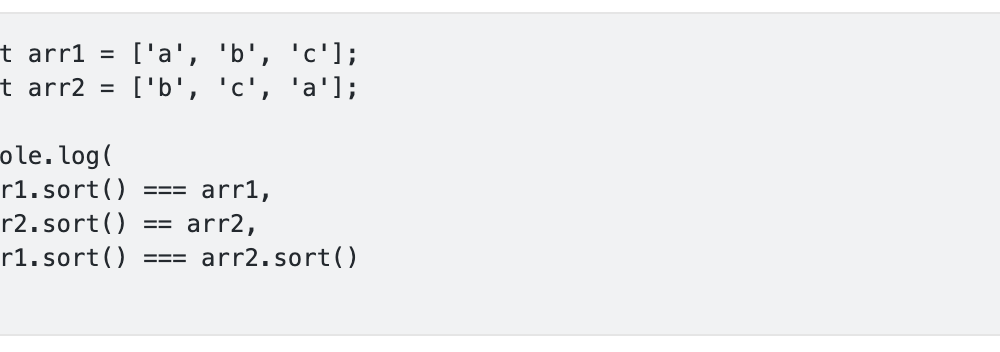 t arr1 = ['a', 'b', 'c'];
t arr2 = ['b', 'c', 'a'];
ole.log(
r1.sort() === arr1,
r2.sort() == arr2,
r1.sort() === arr2.sort()